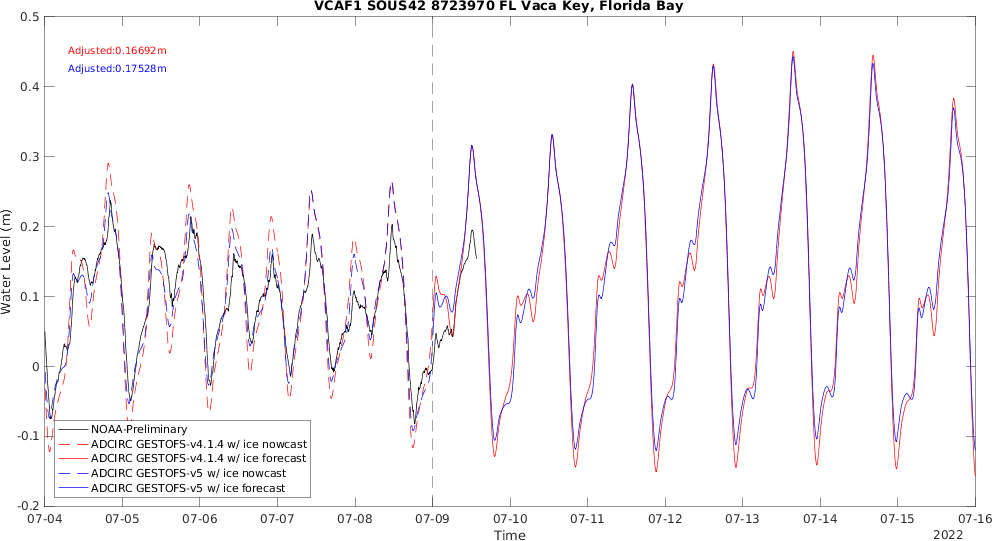 VCAF1 SOUS42 8723970 FL Vaca Key, Florida Bay
0.5
0.4
0.3
0.2
0.1
0
-0.1
-0.2
Water Level (m)
Adjusted:0.16692m
Adjusted:0.17528m
NOAA-Preliminary
ADCIRC GESTOFS-v4.1.4 w/ ice nowcast
ADCIRC GESTOFS-v4.1.4 w/ ice forecast
ADCIRC GESTOFS-v5 w/ ice nowcast
ADCIRC GESTOFS-v5 w/ ice forecast
07-04 07-05 07-06 07-07 07-08 07-09 07-10 07-11 07-12 07-13 07-14 07-15 07-16
Time
2022